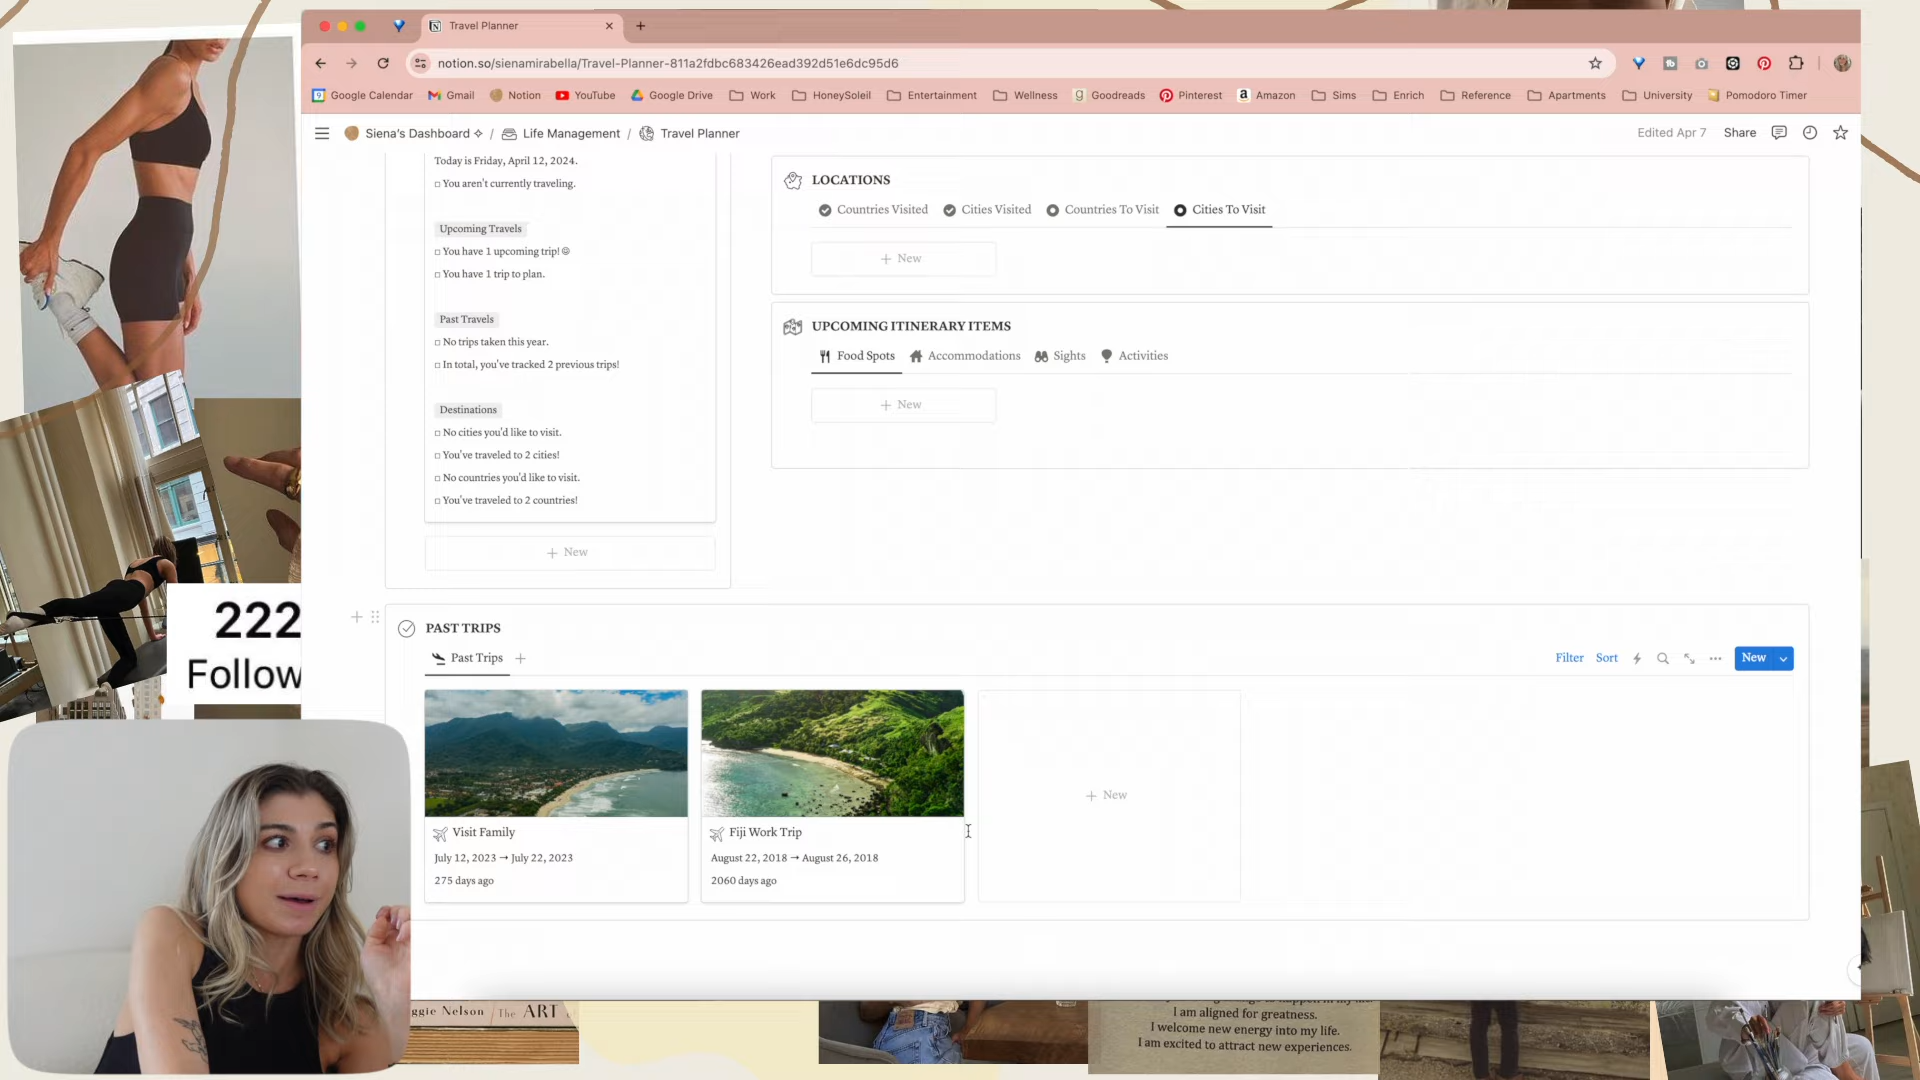 Travel Planner
notion.so/sienamirabella/Travel-Planner-811a2fdbc683426ead392d51e6dc95d6
Google Calendar Gmail Notion YouTube Google Drive Work HoneySoleil Entertainment Wellness Goodreads Pinterest Amazon Sims Enrich Reference Apartments University Pomodoro Timer
Siena's Dashboard / Life Management / Travel Planner
Edited Apr 7 Share
Today is Friday, April 12, 2024.
You aren't currently traveling.
Upcoming Travels
You have 1 upcoming trip!
You have 1 trip to plan.
Past Travels
No trips taken this year.
In total, you've tracked 2 previous trips!
Destinations
No cities you'd like to visit.
You've traveled to 2 cities!
No countries you'd like to visit.
You've traveled to 2 countries!
+ New
LOCATIONS
Countries Visited Cities Visited Countries To Visit Cities To Visit
+ New
UPCOMING ITINERARY ITEMS
Food Spots Accommodations Sights Activities
+ New
PAST TRIPS
Past Trips +
Filter Sort New
Visit Family
July 12, 2023 → July 22, 2023
275 days ago
Fiji Work Trip
August 22, 2018 → August 26, 2018
2060 days ago
+ New
222
Follow
ggie Nelson / The ART
I am aligned for greatness.
I welcome new energy into my life.
I am excited to attract new experiences.